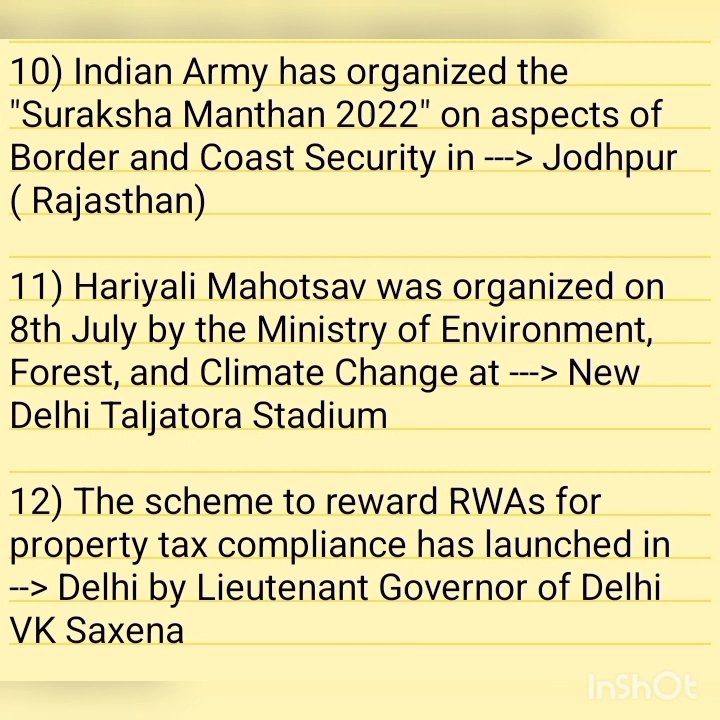 10) Indian Army has organized the
"Suraksha Manthan 2022" on aspects of
Border and Coast Security in ---> Jodhpur
( Rajasthan)
11) Hariyali Mahotsav was organized on
8th July by the Ministry of Environment,
Forest, and Climate Change at ---> New
Delhi Taljatora Stadium
12) The scheme to reward RWAs for
property tax compliance has launched in
--> Delhi by Lieutenant Governor of Delhi
VK Saxena
InShOt